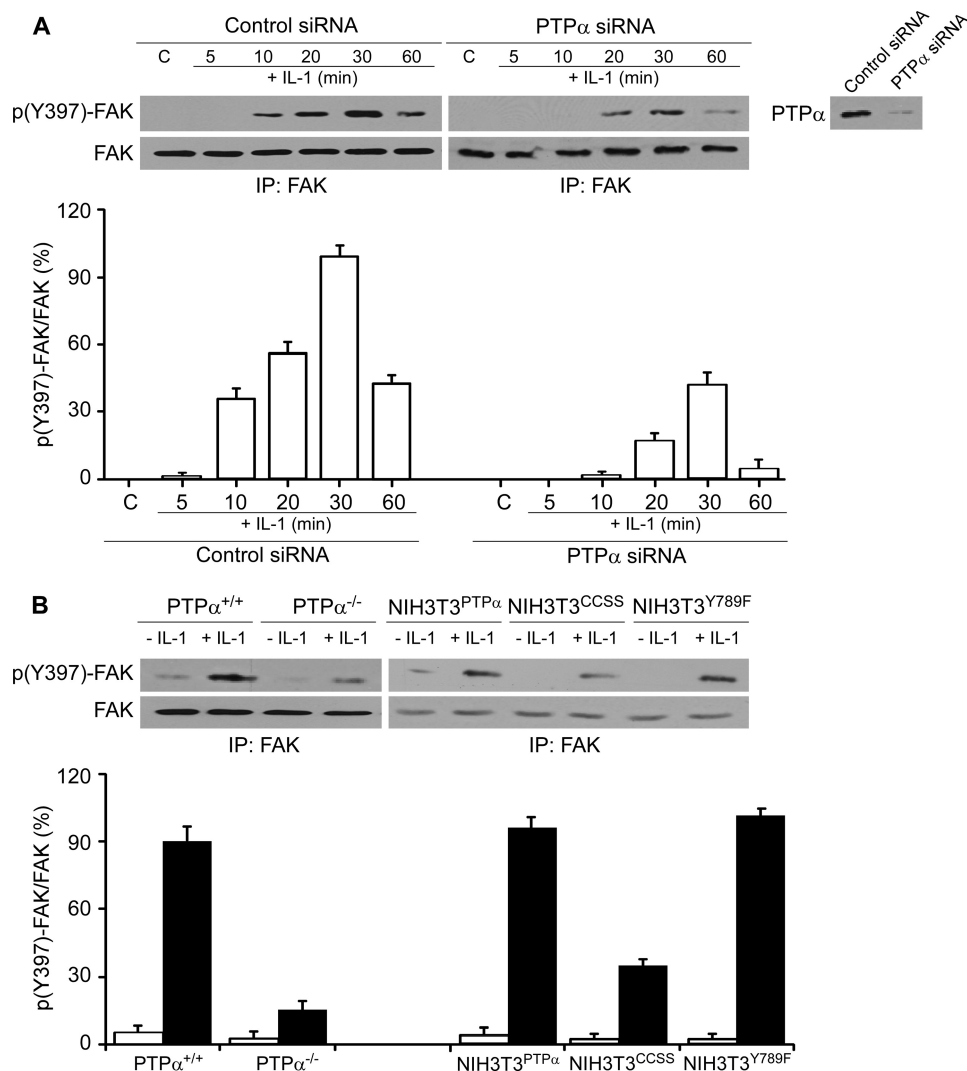 A
Control siRNA
PTPα siRNA
C 5 10 20 30 60
C 5 10 20 30 60
+ IL-1 (min)
+ IL-1 (min)
Control siRNA
PTPα siRNA
p(Y397)-FAK
PTPα
FAK
IP: FAK
IP: FAK
p(Y397)-FAK/FAK (%)
120
90
60
30
0
C 5 10 20 30 60
C 5 10 20 30 60
+ IL-1 (min)
+ IL-1 (min)
Control siRNA
PTPα siRNA
B
PTPα+/+ PTPα-/- NIH3T3PTPα NIH3T3CCSS NIH3T3Y789F
- IL-1 + IL-1 - IL-1 + IL-1 - IL-1 + IL-1 - IL-1 + IL-1 - IL-1 + IL-1
p(Y397)-FAK
FAK
IP: FAK
IP: FAK
p(Y397)-FAK/FAK (%)
120
90
60
30
0
PTPα+/+ PTPα-/- NIH3T3PTPα NIH3T3CCSS NIH3T3Y789F